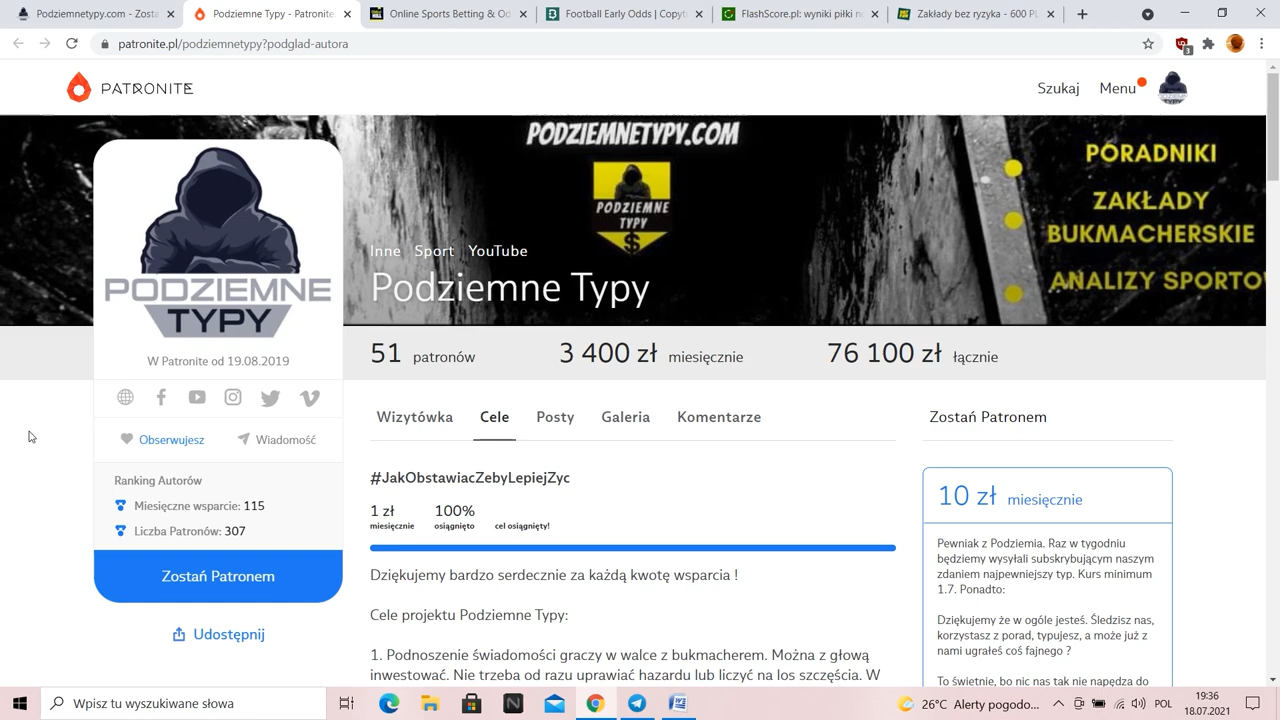 Podziemnetypy.com - Zosta
Podziemne Typy - Patronite
Online Sports Betting & Od
Football Early Odds | Copyt
FlashScore.pl: wyniki piłki n
Zakłady bez ryzyka - 600 PL
patronite.pl/podziemnetypy?podglad-autora
3
PATRONITE
Szukaj
Menu
PODZIEMNETYPY.COM
PODZIEMNE
TYPY
$
PORADNIKI
ZAKŁADY
BUKMACHERSKIE
ANALIZY SPORTO
Inne Sport YouTube
Podziemne Typy
PODZIEMNE
TYPY
W Patronite od 19.08.2019
Obserwujesz
Wiadomość
Ranking Autorów
Miesięczne wsparcie: 115
Liczba Patronów: 307
Zostań Patronem
Udostępnij
51 patronów
3 400 zł miesięcznie
76 100 zł łącznie
Wizytówka Cele Posty Galeria Komentarze
#JakObstawiacZebyLepiejZyc
1 zł
miesięcznie
100%
osiągnięto
cel osiągnięty!
Dziękujemy bardzo serdecznie za każdą kwotę wsparcia !
Cele projektu Podziemne Typy:
1. Podnoszenie świadomości graczy w walce z bukmacherem. Można z głową
inwestować. Nie trzeba od razu uprawiać hazardu lub liczyć na los szczęścia. W
Zostań Patronem
10 zł miesięcznie
Pewniak z Podziemia. Raz w tygodniu
będziemy wysyłali subskrybującym naszym
zdaniem najpewniejszy typ. Kurs minimum
1.7. Ponadto:
Dziękujemy że w ogóle jesteś. Śledzisz nas,
korzystasz z porad, typujesz, a może już z
nami ugrałeś coś fajnego ?
To świetnie, bo nic nas tak nie napędza do
Wpisz tu wyszukiwane słowa
26°C Alerty pogodo...
POL
19:36
18.07.2021